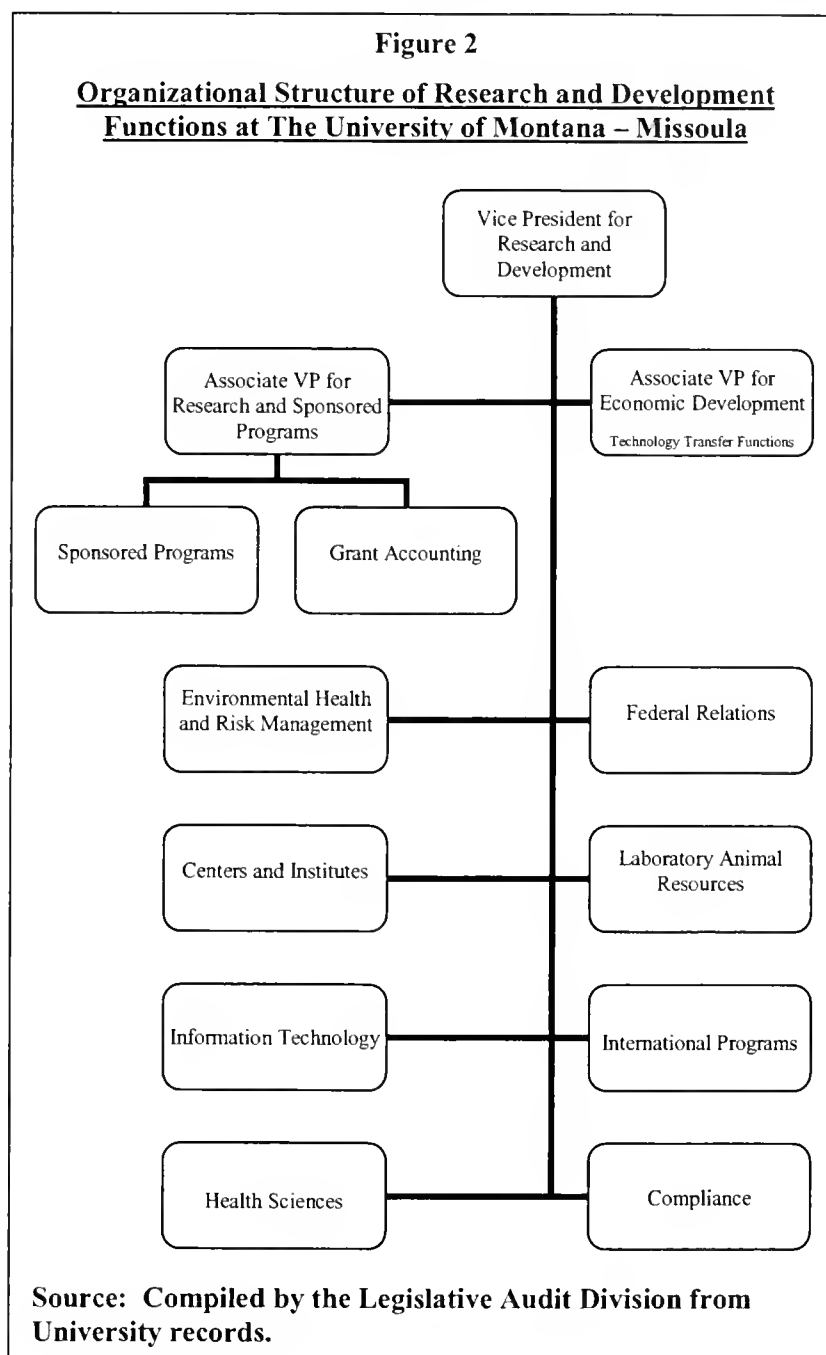 Figure 2
Organizational Structure of Research and Development
Functions at The University of Montana – Missoula
Vice President for
Research and
Development
Associate VP for
Research and Sponsored
Programs
Associate VP for
Economic Development
Technology Transfer Functions
Sponsored Programs
Grant Accounting
Environmental Health
and Risk Management
Federal Relations
Centers and Institutes
Laboratory Animal
Resources
Information Technology
International Programs
Health Sciences
Compliance
Source: Compiled by the Legislative Audit Division from
University records.